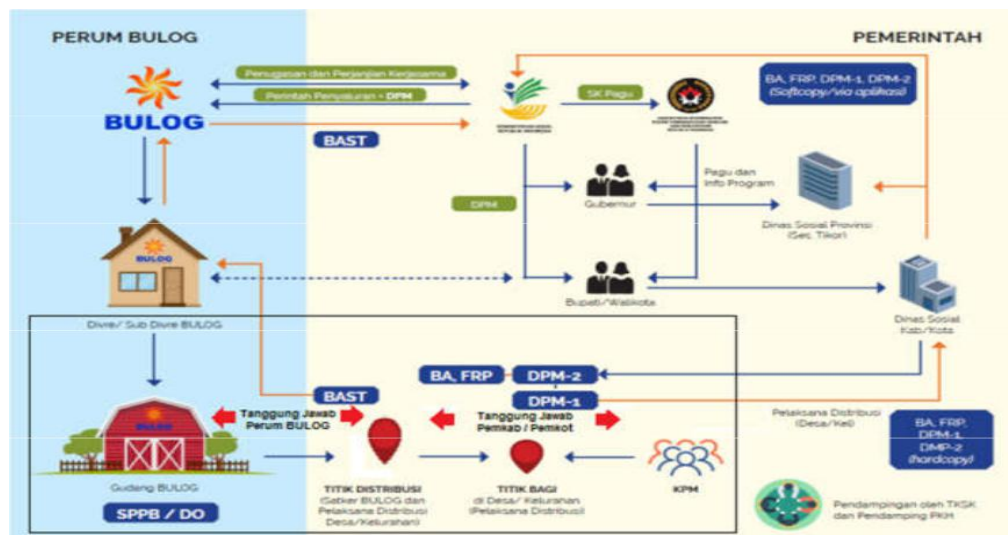 PERUM BULOG
PEMERINTAH
Penugasan dan Perjanjian Kerjasama
Perintah Penyaluran + DPM
BULOG
BAST
KEMENTERIAN SOSIAL
REPUBLIK INDONESIA
SK Pagu
BA, FRP, DPM-1, DPM-2
(Softcopy/via aplikasi)
Pagu dan
Info Program
DPM
Gubernur
Dinas Sosial Provinsi
(Ses. Tikor)
BULOG
Divre/ Sub Divre BULOG
Bupati/Walikota
Dinas Sosial
Kab/Kota
BA, FRP
DPM-2
DPM-1
BAST
Tanggung Jawab
Perum BULOG
Tanggung Jawab
Pemkab / Pemkot
Pelaksana Distribusi
(Desa/Kel)
BA, FRP,
DPM-1,
DMP-2
(hardcopy)
BULOG
Gudang BULOG
SPPB / DO
TITIK DISTRIBUSI
(Satker BULOG dan
Pelaksana Distribusi
Desa/Kelurahan)
TITIK BAGI
di Desa/ Kelurahan
(Pelaksana Distribusi)
KPM
Pendampingan oleh TKSK
dan Pendamping PKH